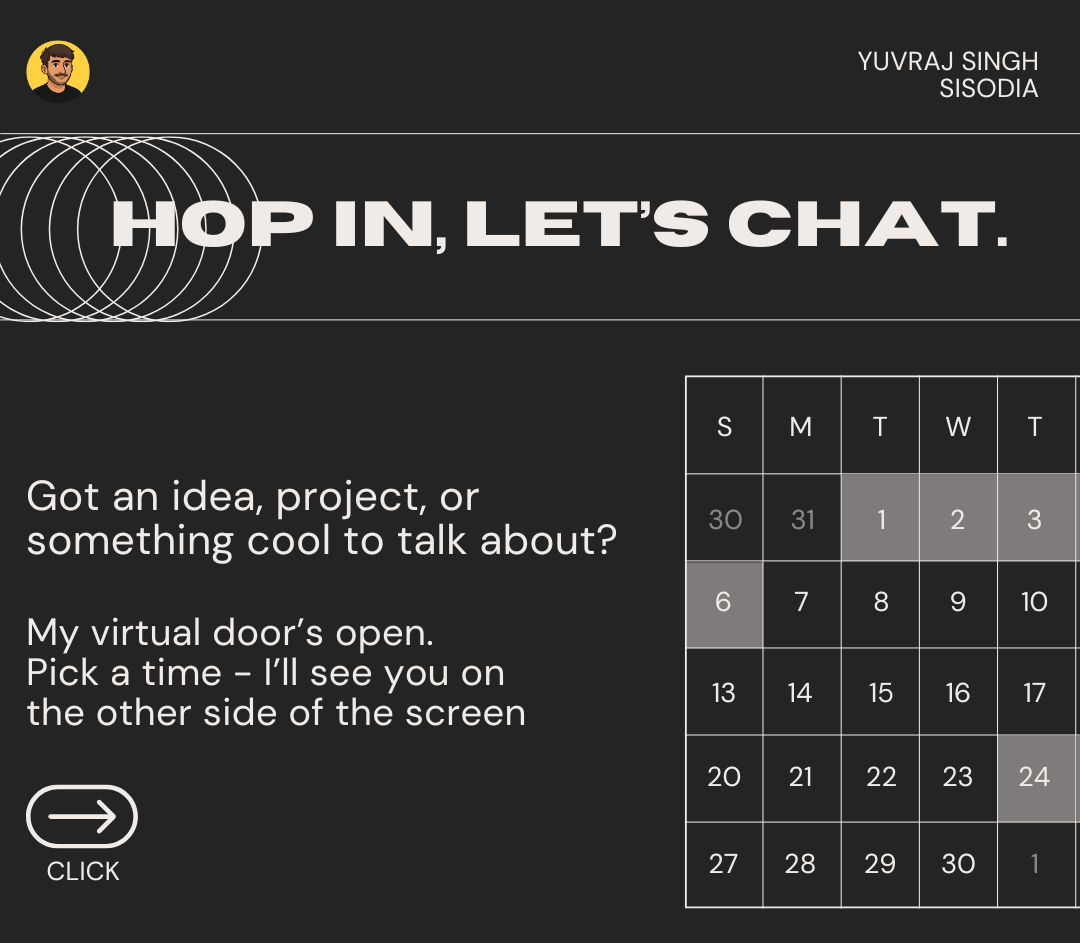 YUVRAJ SINGH
SISODIA
HOP IN, LET'S CHAT.
Got an idea, project, or
something cool to talk about?
My virtual door's open.
Pick a time – I'll see you on
the other side of the screen
CLICK
S M T W T
30 31 1 2 3
6 7 8 9 10
13 14 15 16 17
20 21 22 23 24
27 28 29 30 1